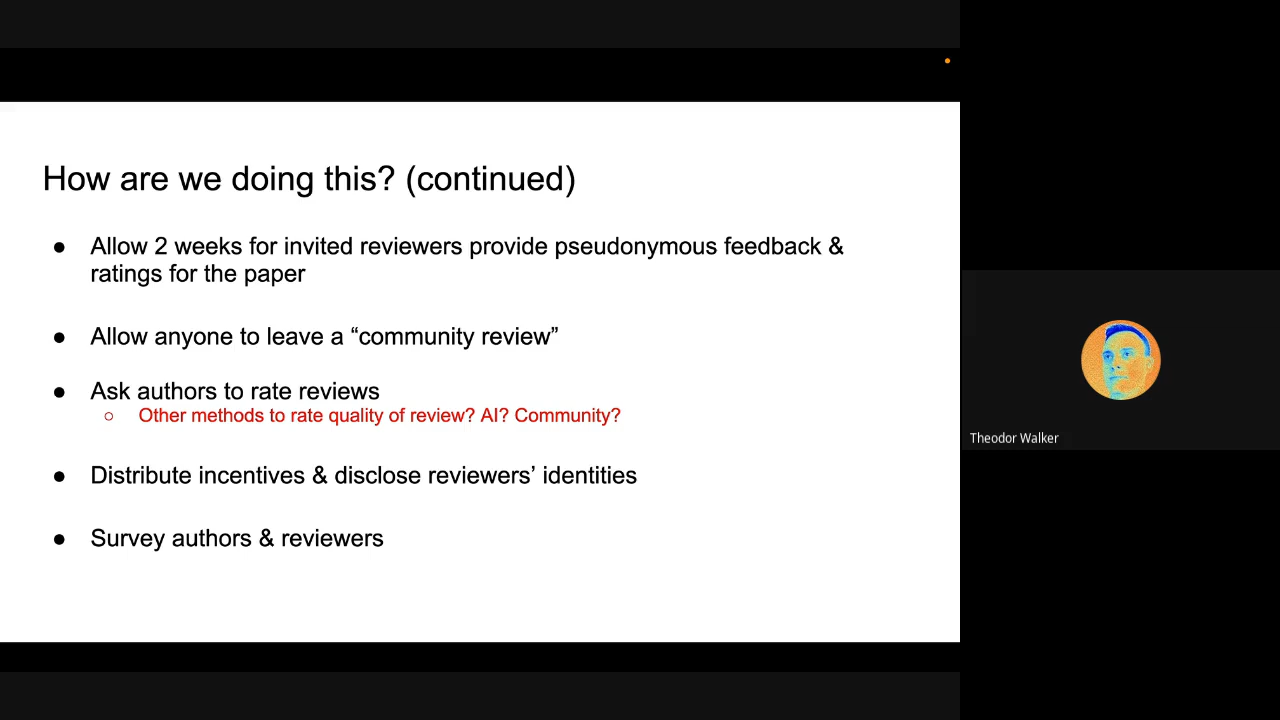 How are we doing this? (continued)
● Allow 2 weeks for invited reviewers provide pseudonymous feedback &
ratings for the paper
● Allow anyone to leave a “community review”
● Ask authors to rate reviews
○ Other methods to rate quality of review? AI? Community?
● Distribute incentives & disclose reviewers’ identities
● Survey authors & reviewers
Theodor Walker